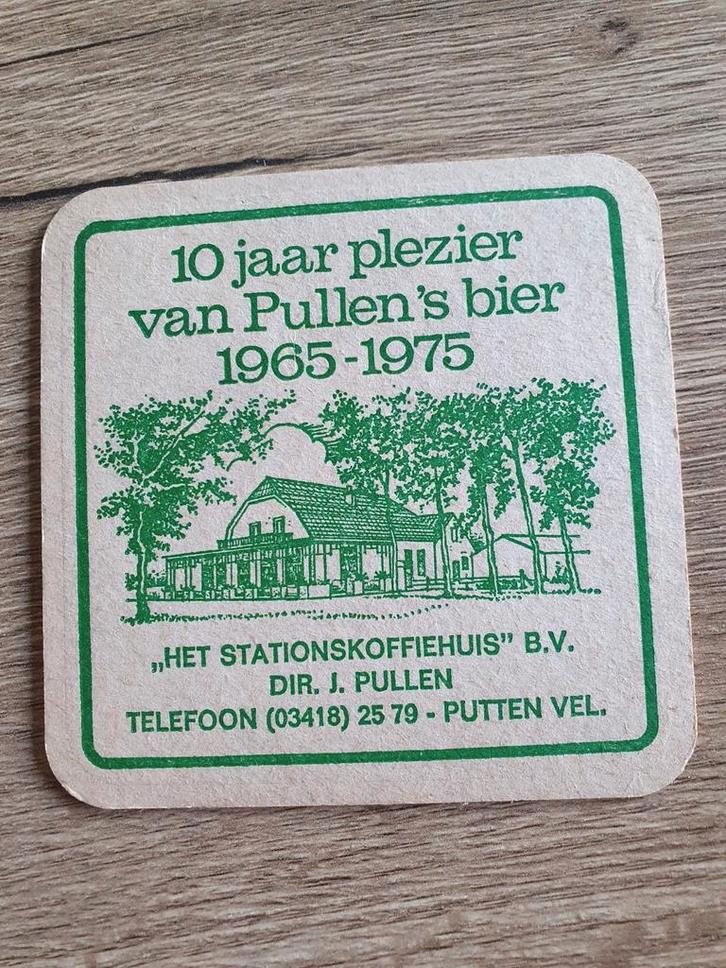 10 jaar plezier
van Pullen's bier
1965-1975
„HET STATIONSKOFFIEHUIS” B.V.
DIR. J. PULLEN
TELEFOON (03418) 25 79 - PUTTEN VEL.